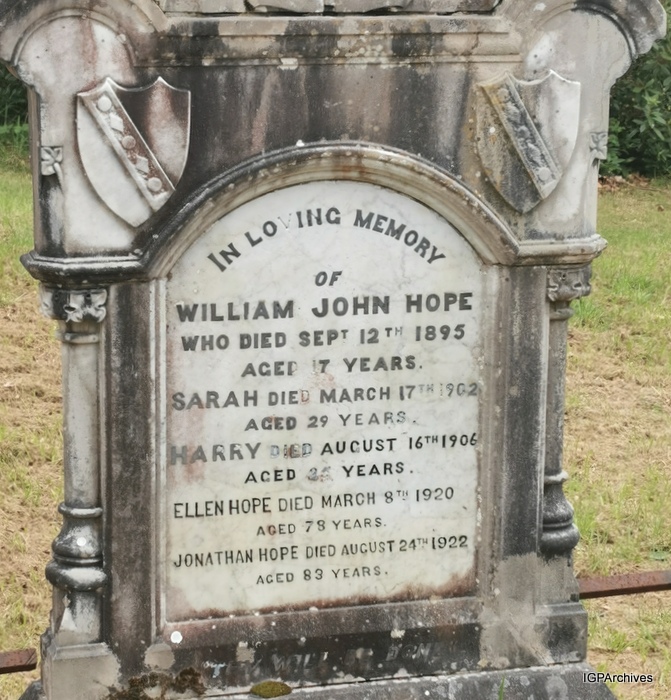 IN LOVING MEMORY
OF
WILLIAM JOHN HOPE
WHO DIED SEPT 12TH 1895
AGED 17 YEARS.
SARAH DIED MARCH 17TH 1902
AGED 29 YEARS.
HARRY DIED AUGUST 16TH 1906
AGED YEARS.
ELLEN HOPE DIED MARCH 8TH 1920
AGED 78 YEARS.
JONATHAN HOPE DIED AUGUST 24TH 1922
AGED 83 YEARS.
IGPArchives